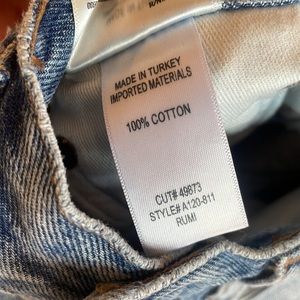 MADE IN TURKEY
IMPORTED MATERIALS
100% COTTON
CUT# 49873
STYLE# A120-811
RUMI